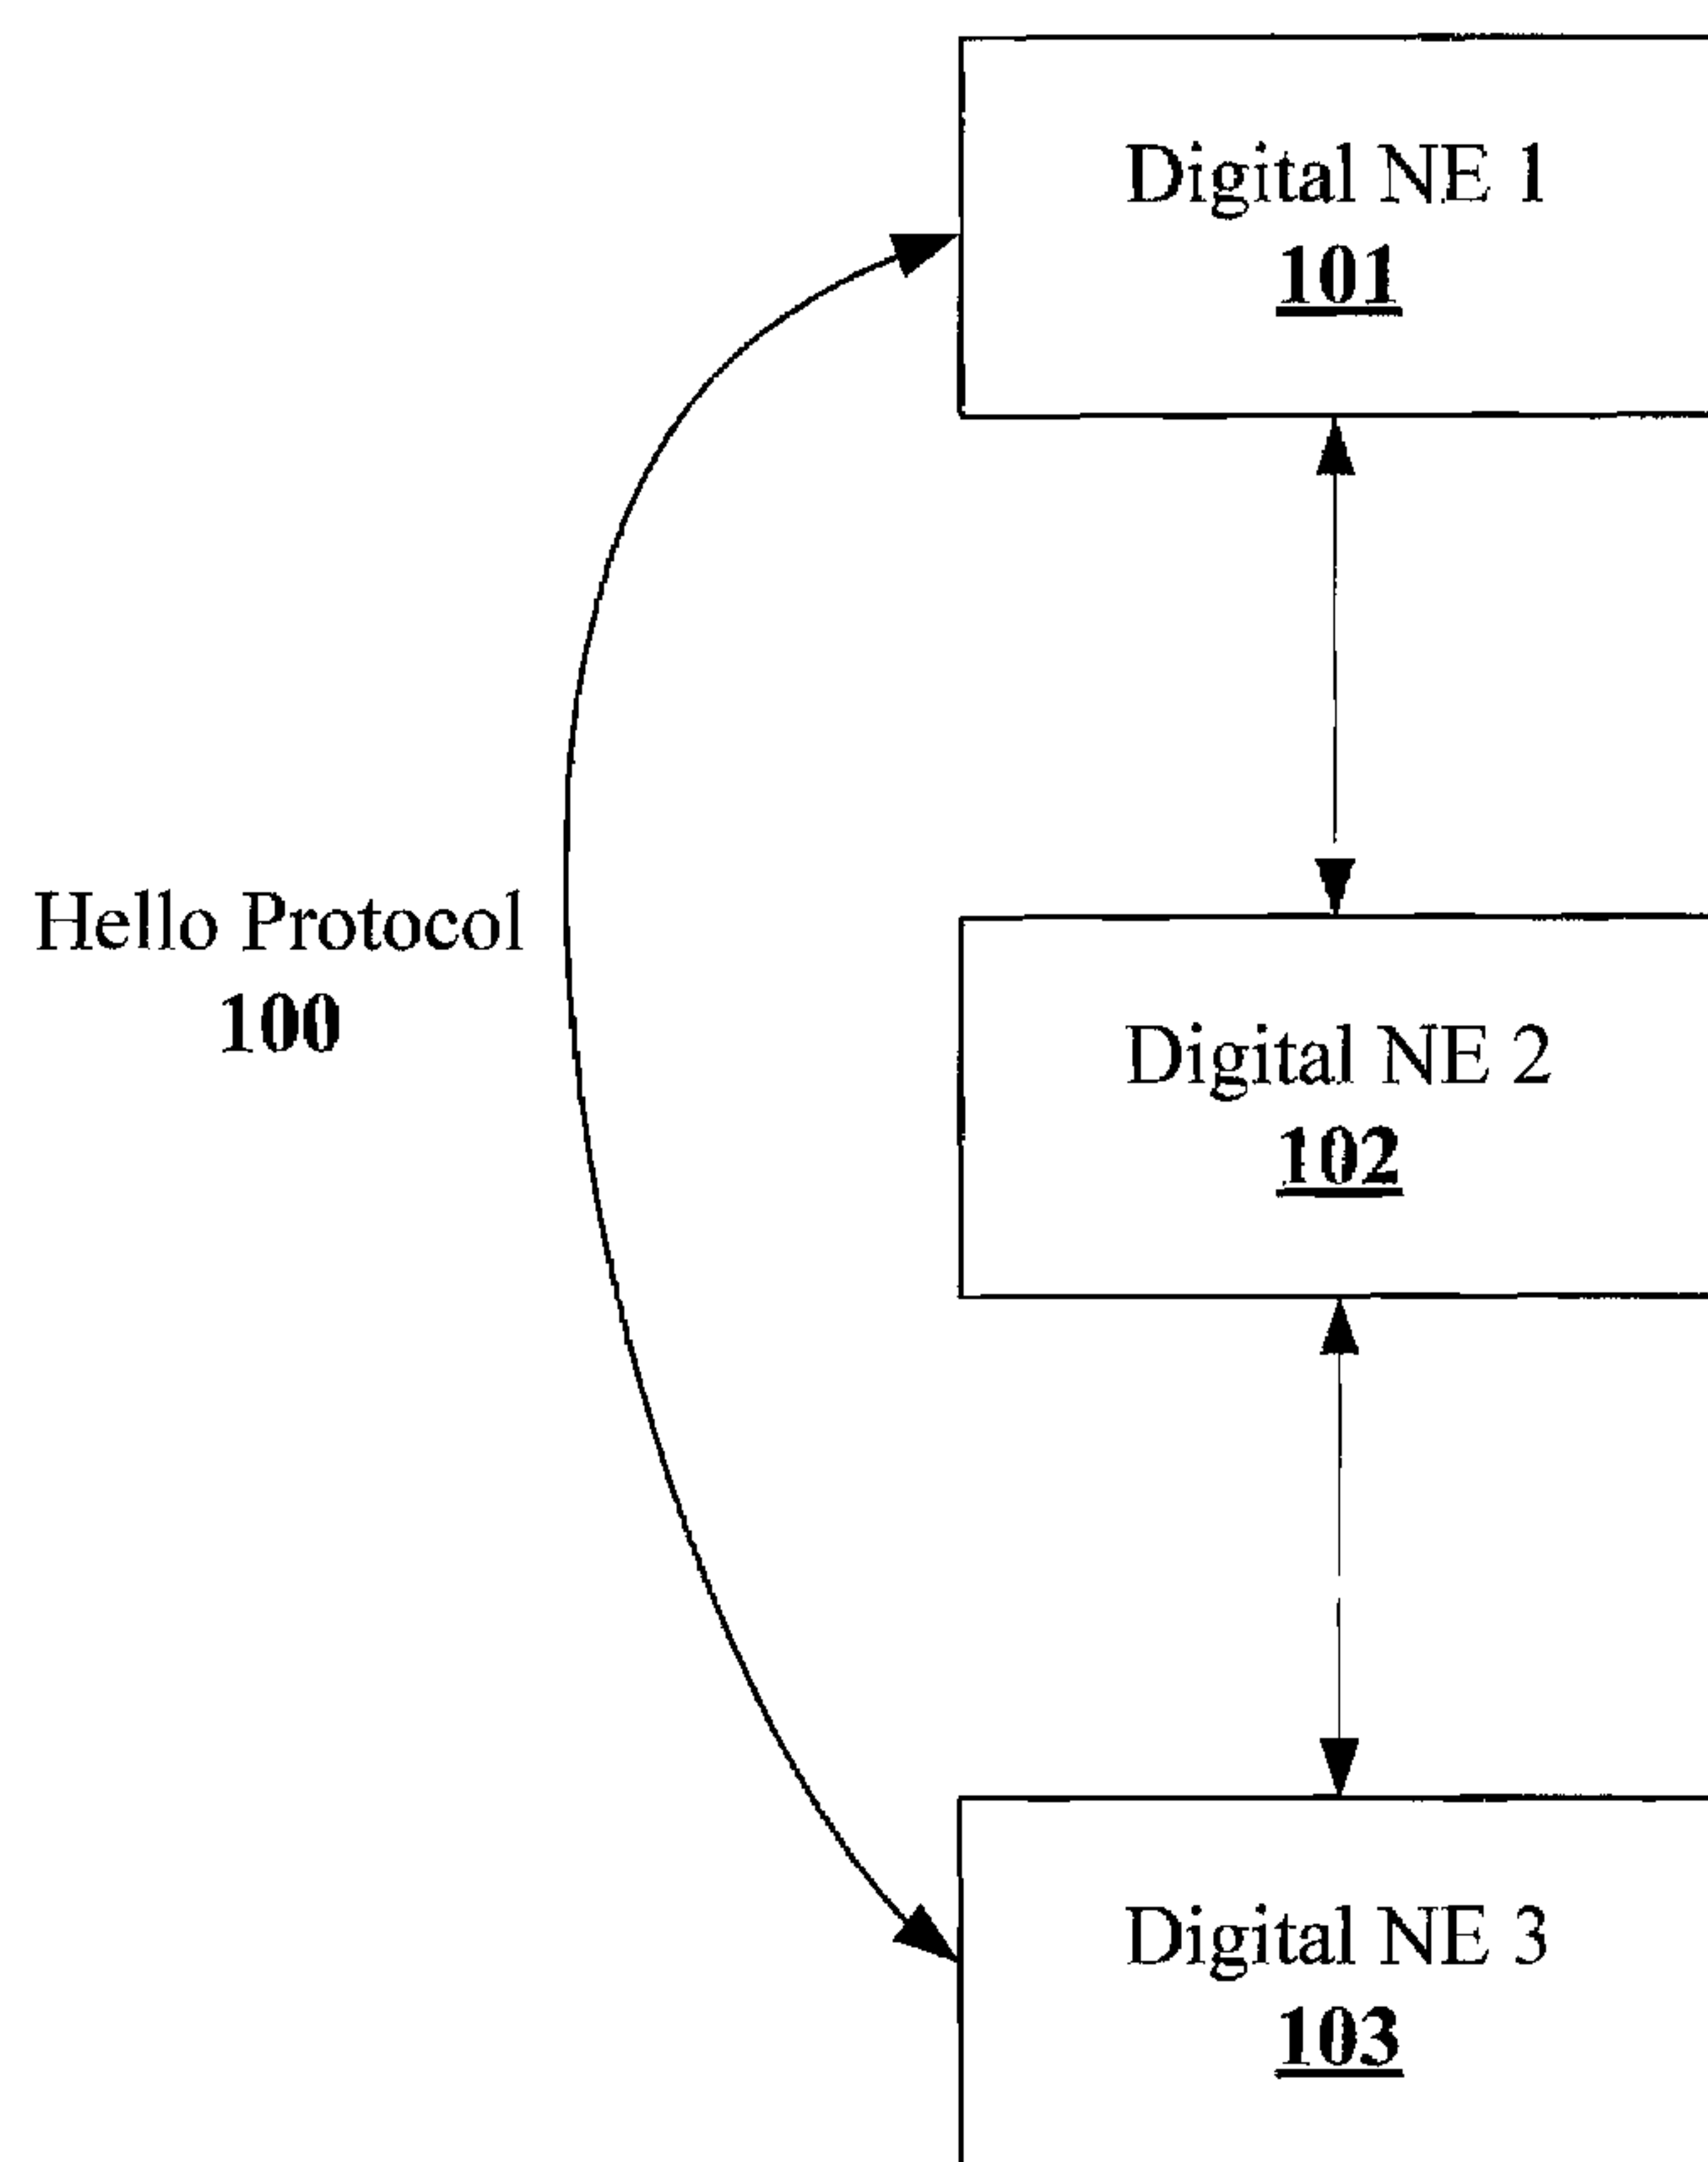 Digital NE 1
101
Hello Protocol
100
Digital NE 2
102
Digital NE 3
103